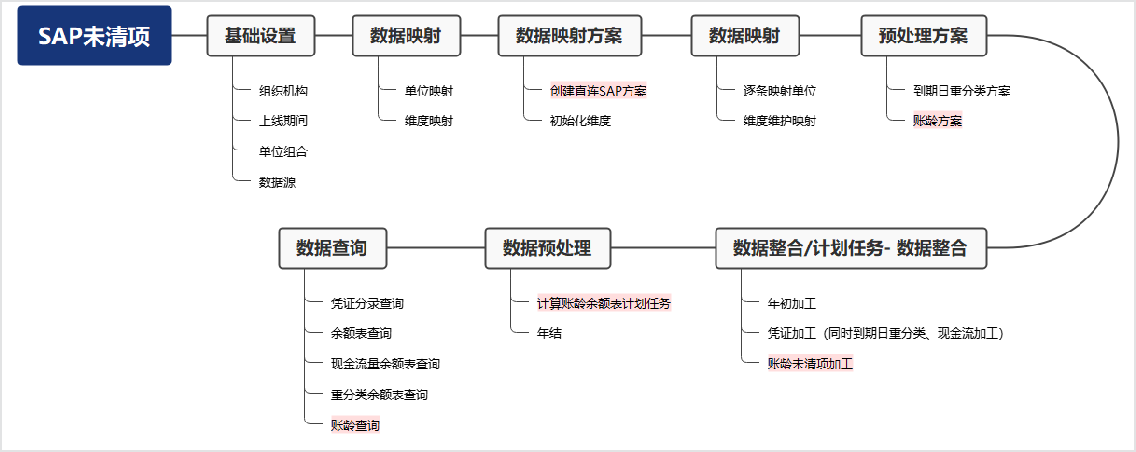 SAP未清项
基础设置
组织机构
上线期间
单位组合
数据源
数据映射
单位映射
维度映射
数据映射方案
创建直连SAP方案
初始化维度
数据映射
逐条映射单位
维度维护映射
预处理方案
到期日重分类方案
账龄方案
数据整合/计划任务- 数据整合
年初加工
凭证加工（同时到期日重分类、现金流加工）
账龄未清项加工
数据预处理
计算账龄余额表计划任务
年结
数据查询
凭证分录查询
余额表查询
现金流量余额表查询
重分类余额表查询
账龄查询